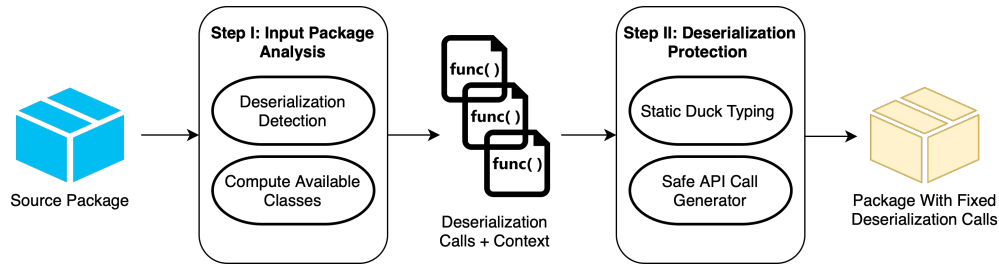 Source Package
Step I: Input Package
Analysis
Deserialization
Detection
Compute Available
Classes
func( )
func( )
func( )
Deserialization
Calls + Context
Step II: Deserialization
Protection
Static Duck Typing
Safe API Call
Generator
Package With Fixed
Deserialization Calls